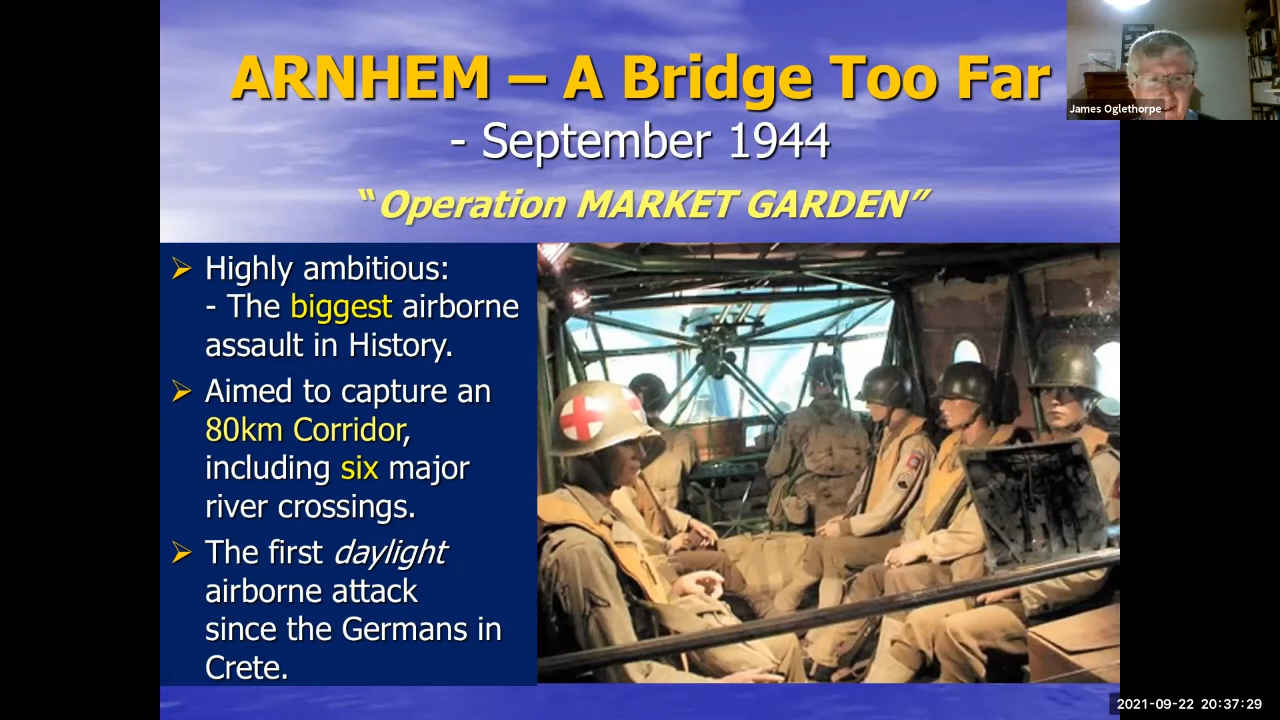 ARNHEM – A Bridge Too Far
- September 1944
“Operation MARKET GARDEN”
James Oglethorpe
➢ Highly ambitious:
- The biggest airborne
assault in History.
➢ Aimed to capture an
80km Corridor,
including six major
river crossings.
➢ The first daylight
airborne attack
since the Germans in
Crete.
2021-09-22 20:37:29